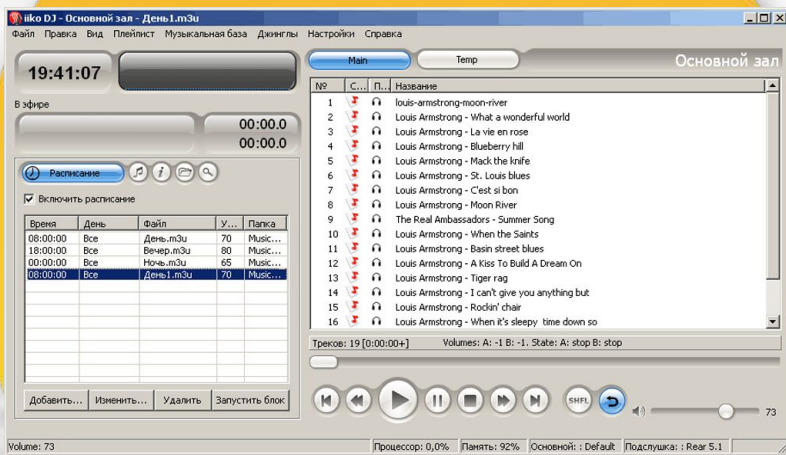 iiko DJ - Основной зал - День1.m3u
Файл Правка Вид Плейлист Музыкальная база Джинглы Настройки Справка
19:41:07
В эфире
00:00.0
00:00.0
Расписание
Включить расписание
Время День Файл У... Папка
08:00:00 Все День.m3u 70 Music...
18:00:00 Все Вечер.m3u 80 Music...
00:00:00 Все Ночь.m3u 65 Music...
08:00:00 Все День1.m3u 70 Music...
Добавить... Изменить... Удалить Запустить блок
Main Temp Основной зал
№ С... П... Название
1 louis-armstrong-moon-river
2 Louis Armstrong - What a wonderful world
3 Louis Armstrong - La vie en rose
4 Louis Armstrong - Blueberry hill
5 Louis Armstrong - Mack the knife
6 Louis Armstrong - St. Louis blues
7 Louis Armstrong - C'est si bon
8 Louis Armstrong - Moon River
9 The Real Ambassadors - Summer Song
10 Louis Armstrong - When the Saints
11 Louis Armstrong - Basin street blues
12 Louis Armstrong - A Kiss To Build A Dream On
13 Louis Armstrong - Tiger rag
14 Louis Armstrong - I can't give you anything but
15 Louis Armstrong - Rockin' chair
16 Louis Armstrong - When it's sleepy time down so
Треков: 19 [0:00:00+] Volumes: A: -1 B: -1. State: A: stop B: stop
SHFL
73
Volume: 73 Процессор: 0,0% Память: 92% Основной: : Default Подслушка: : Rear 5.1